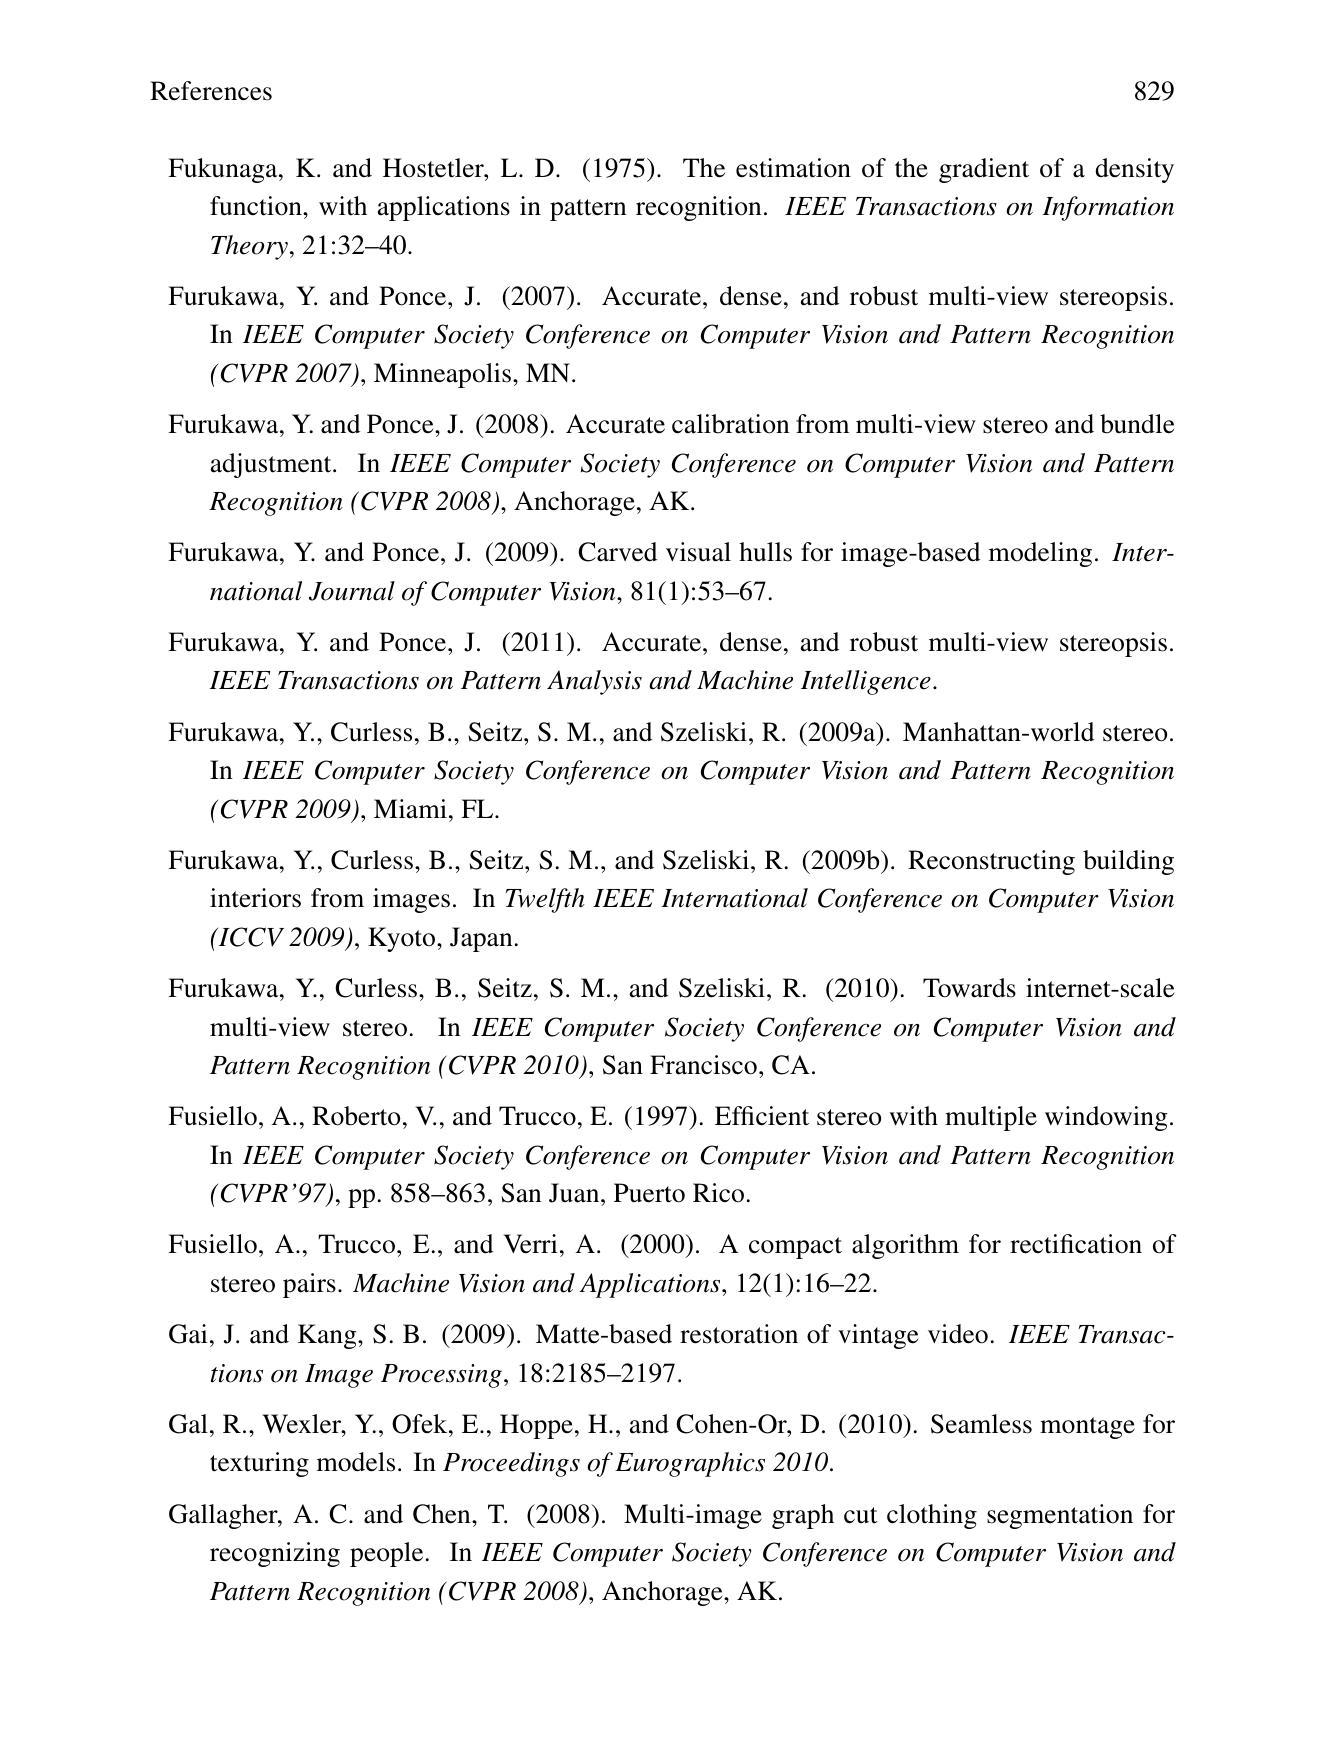 References 829
Fukunaga, K. and Hostetler, L. D. (1975). The estimation of the gradient of a density
function, with applications in pattern recognition. IEEE Transactions on Information
Theory, 21:32–40.
Furukawa, Y. and Ponce, J. (2007). Accurate, dense, and robust multi-view stereopsis.
In IEEE Computer Society Conference on Computer Vision and Pattern Recognition
(CVPR 2007), Minneapolis, MN.
Furukawa, Y. and Ponce, J. (2008). Accurate calibration from multi-view stereo and bundle
adjustment. In IEEE Computer Society Conference on Computer Vision and Pattern
Recognition (CVPR 2008), Anchorage, AK.
Furukawa, Y. and Ponce, J. (2009). Carved visual hulls for image-based modeling. Inter-
national Journal of Computer Vision, 81(1):53–67.
Furukawa, Y. and Ponce, J. (2011). Accurate, dense, and robust multi-view stereopsis.
IEEE Transactions on Pattern Analysis and Machine Intelligence.
Furukawa, Y., Curless, B., Seitz, S. M., and Szeliski, R. (2009a). Manhattan-world stereo.
In IEEE Computer Society Conference on Computer Vision and Pattern Recognition
(CVPR 2009), Miami, FL.
Furukawa, Y., Curless, B., Seitz, S. M., and Szeliski, R. (2009b). Reconstructing building
interiors from images. In Twelfth IEEE International Conference on Computer Vision
(ICCV 2009), Kyoto, Japan.
Furukawa, Y., Curless, B., Seitz, S. M., and Szeliski, R. (2010). Towards internet-scale
multi-view stereo. In IEEE Computer Society Conference on Computer Vision and
Pattern Recognition (CVPR 2010), San Francisco, CA.
Fusiello, A., Roberto, V., and Trucco, E. (1997). Efficient stereo with multiple windowing.
In IEEE Computer Society Conference on Computer Vision and Pattern Recognition
(CVPR’97), pp. 858–863, San Juan, Puerto Rico.
Fusiello, A., Trucco, E., and Verri, A. (2000). A compact algorithm for rectification of
stereo pairs. Machine Vision and Applications, 12(1):16–22.
Gai, J. and Kang, S. B. (2009). Matte-based restoration of vintage video. IEEE Transac-
tions on Image Processing, 18:2185–2197.
Gal, R., Wexler, Y., Ofek, E., Hoppe, H., and Cohen-Or, D. (2010). Seamless montage for
texturing models. In Proceedings of Eurographics 2010.
Gallagher, A. C. and Chen, T. (2008). Multi-image graph cut clothing segmentation for
recognizing people. In IEEE Computer Society Conference on Computer Vision and
Pattern Recognition (CVPR 2008), Anchorage, AK.